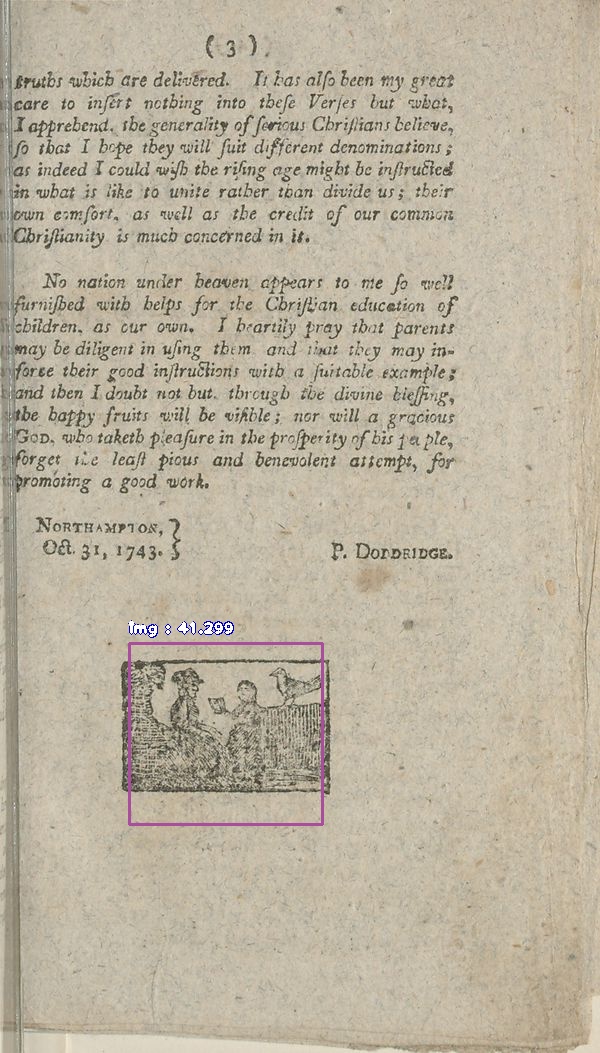 ( 3 )
truths which are delivered. It has alſo been my great
care to inſert nothing into theſe Verſes but what,
I apprehend, the generality of ſerious Chriſtians believe,
ſo that I hope they will ſuit different denominations;
as indeed I could wiſh the riſing age might be inſtructed
in what is like to unite rather than divide us; their
own comfort, as well as the credit of our common
Chriſtianity is much concerned in it.
No nation under heaven appears to me ſo well
furniſhed with helps for the Chriſtian education of
children, as our own. I heartily pray that parents
may be diligent in uſing them and that they may in-
force their good inſtructions with a ſuitable example;
and then I doubt not but, through the divine bleſſing,
the happy fruits will be viſible; nor will a gracious
GOD, who taketh pleaſure in the proſperity of his people,
forget the leaſt pious and benevolent attempt, for
promoting a good work.
NORTHAMPTON,
Oct. 31, 1743.
P. DODDRIDGE.
img : 41.299